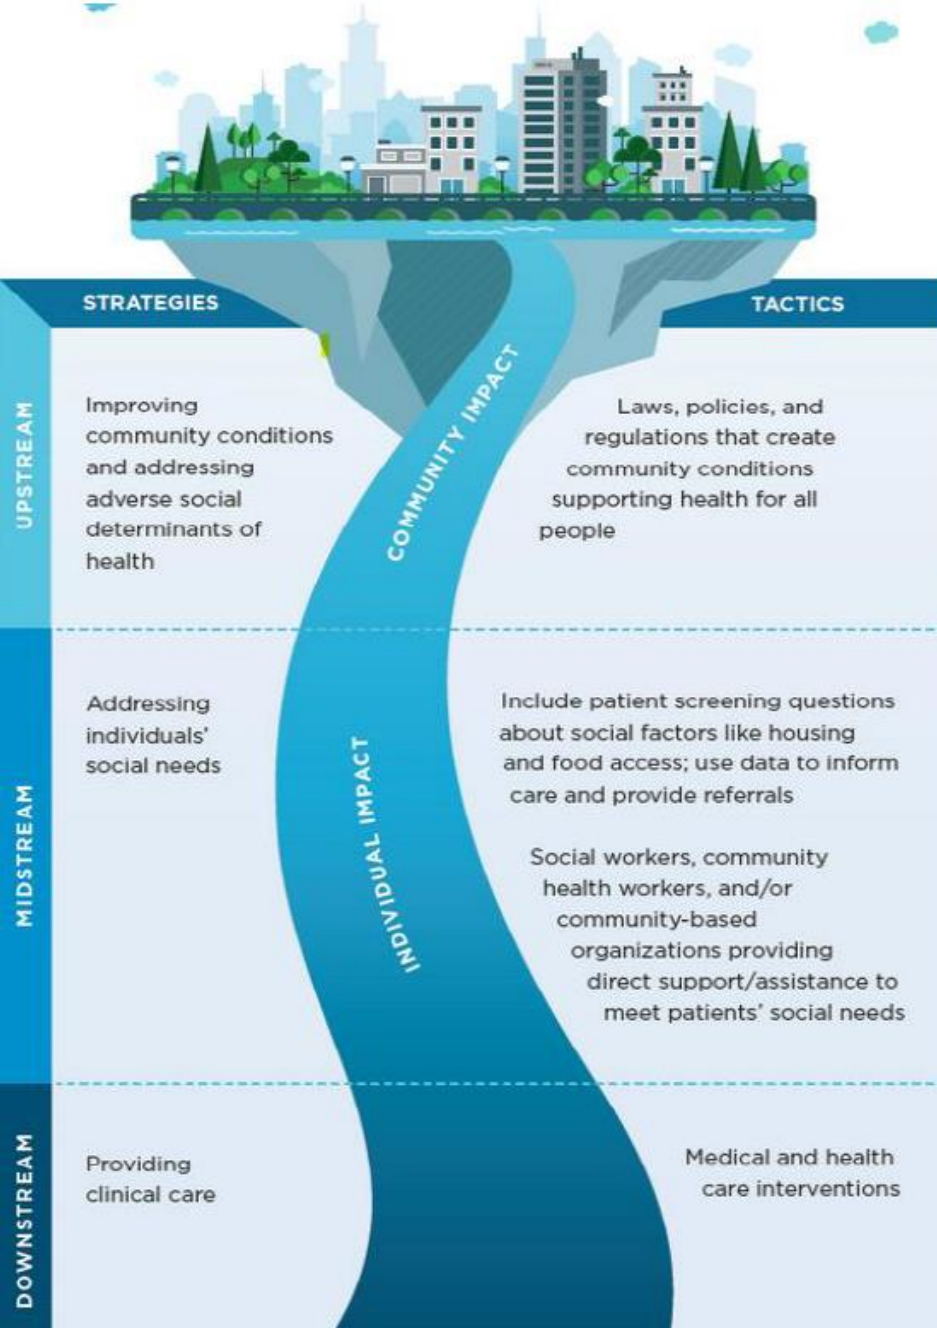 STRATEGIES
TACTICS
UPSTREAM
Improving
community conditions
and addressing
adverse social
determinants of
health
COMMUNITY IMPACT
Laws, policies, and
regulations that create
community conditions
supporting health for all
people
MIDSTREAM
Addressing
individuals'
social needs
INDIVIDUAL IMPACT
Include patient screening questions
about social factors like housing
and food access; use data to inform
care and provide referrals
Social workers, community
health workers, and/or
community-based
organizations providing
direct support/assistance to
meet patients' social needs
DOWNSTREAM
Providing
clinical care
Medical and health
care interventions